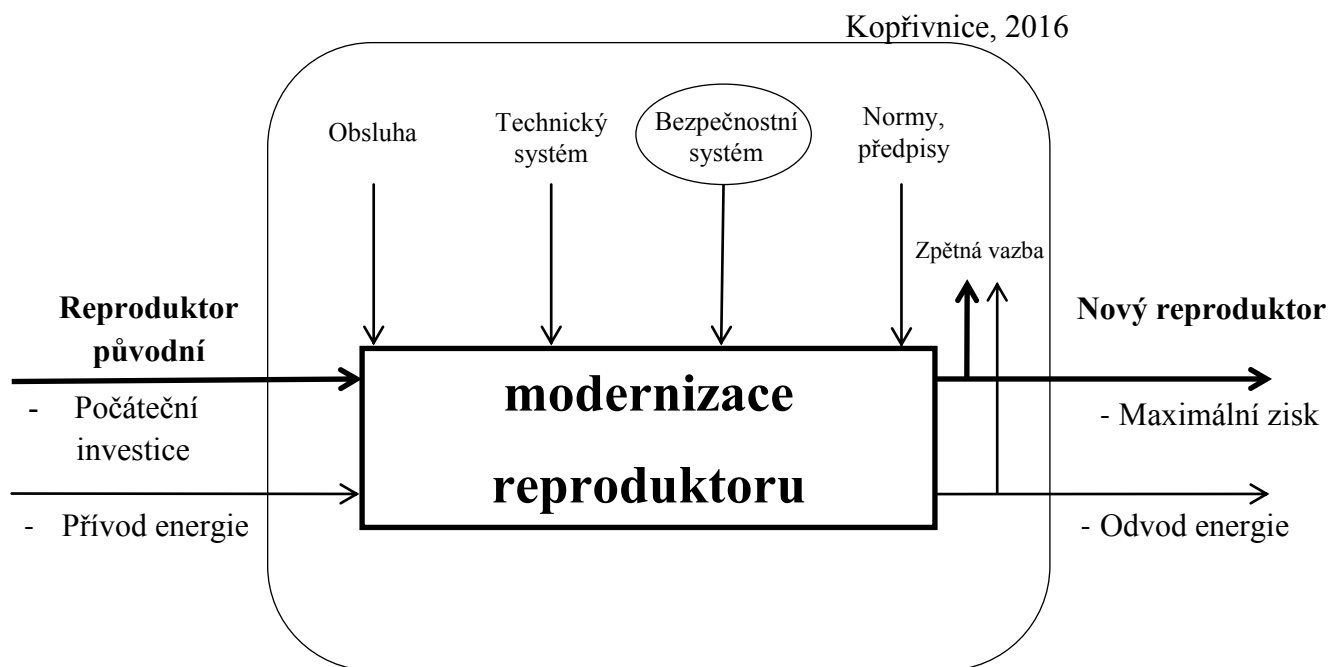 Kopřivnice, 2016
Obsluha
Technický
systém
Bezpečnostní
systém
Normy,
předpisy
Zpětná vazba
Reproduktor
původní
- Počáteční
investice
- Přívod energie
modernizace
reproduktoru
Nový reproduktor
- Maximální zisk
- Odvod energie